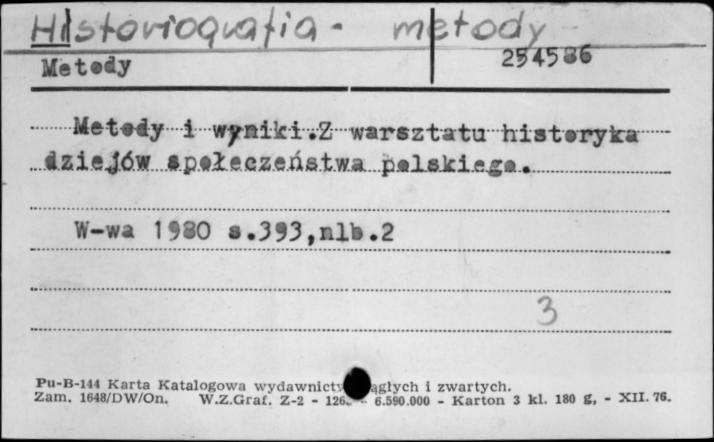 Historiografia - metody
Metody 254586
Metody i wyniki.Z warsztatu historyka
dziejów społeczeństwa polskiego.
W-wa 1980 s.393,nlb.2
3
Pu-B-144 Karta Katalogowa wydawnictw ągłych i zwartych.
Zam. 1648/DW/On. W.Z.Graf. Z-2 - 6.590.000 - Karton 3 kl. 180 g, - XII. 76.